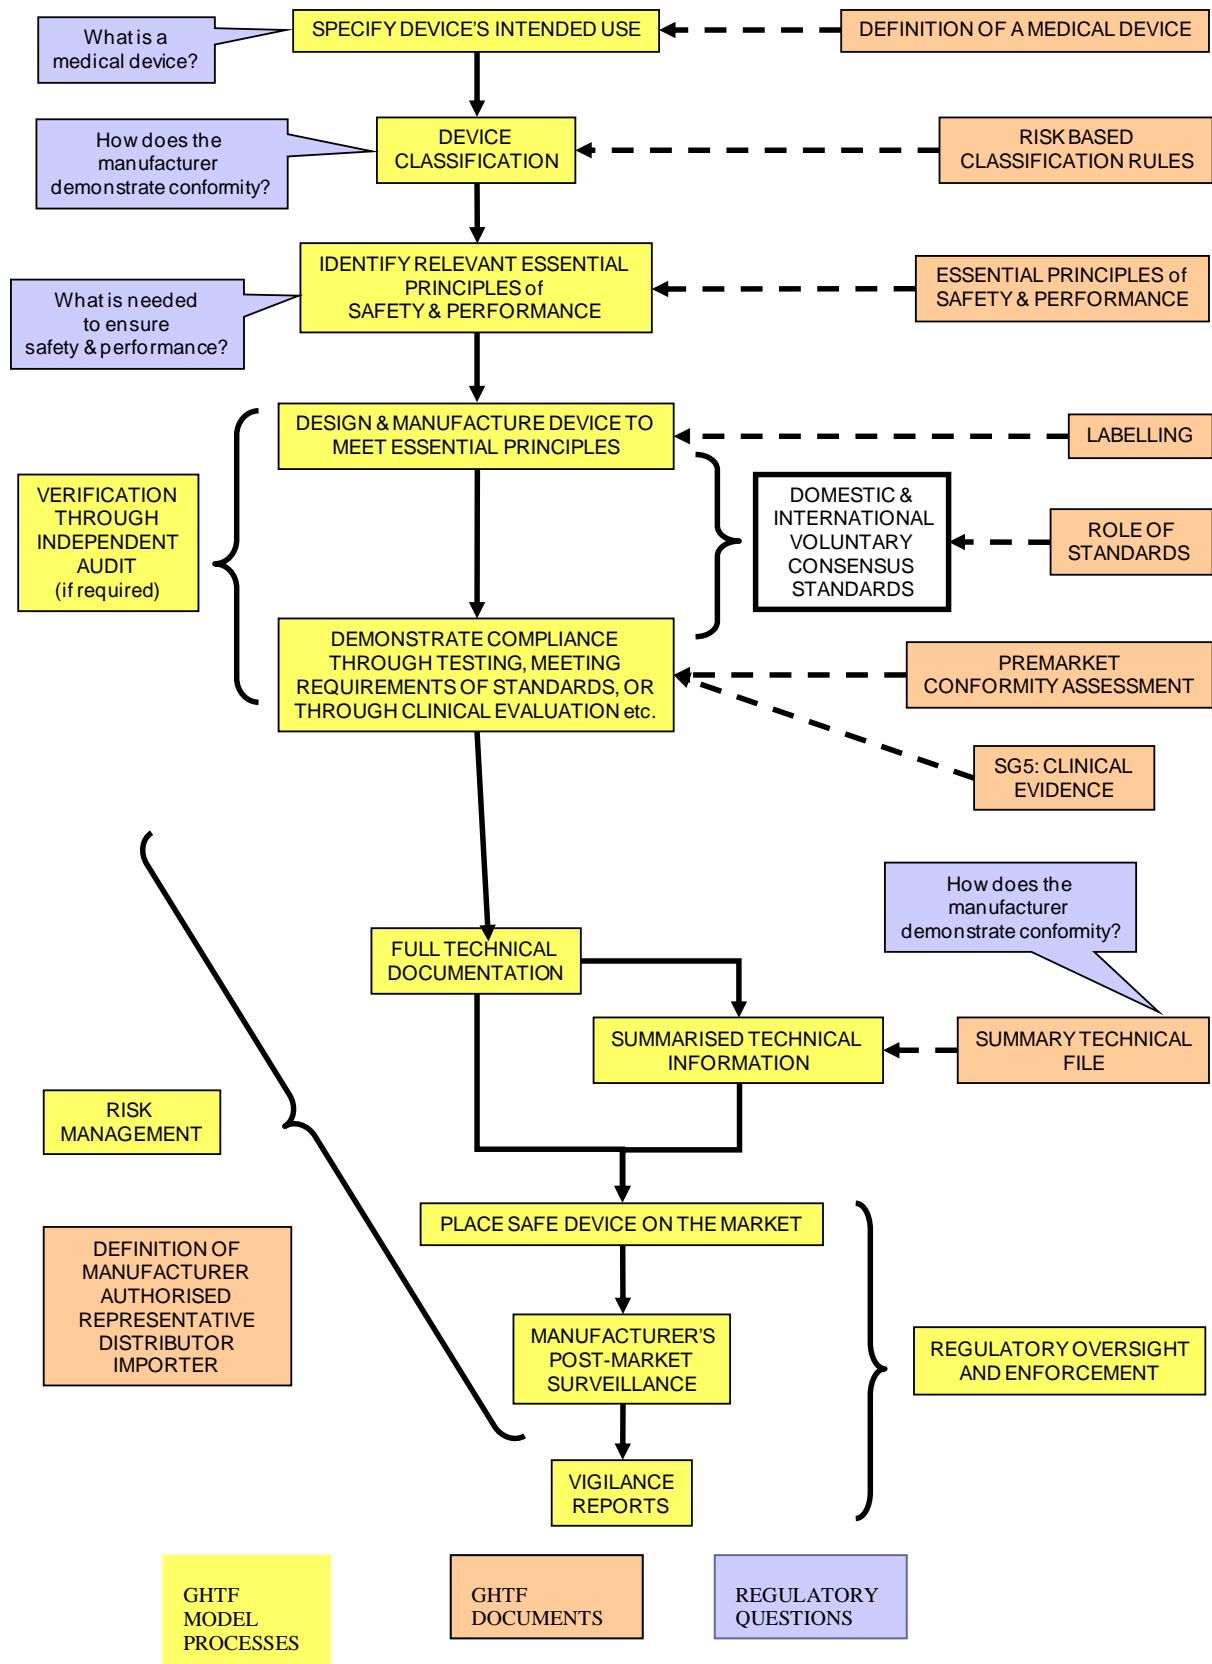 What is a
medical device?
SPECIFY DEVICE'S INTENDED USE
DEFINITION OF A MEDICAL DEVICE
How does the
manufacturer
demonstrate conformity?
DEVICE
CLASSIFICATION
RISK BASED
CLASSIFICATION RULES
IDENTIFY RELEVANT ESSENTIAL
PRINCIPLES of
SAFETY & PERFORMANCE
ESSENTIAL PRINCIPLES of
SAFETY & PERFORMANCE
What is needed
to ensure
safety & performance?
DESIGN & MANUFACTURE DEVICE TO
MEET ESSENTIAL PRINCIPLES
LABELLING
VERIFICATION
THROUGH
INDEPENDENT
AUDIT
(if required)
DOMESTIC &
INTERNATIONAL
VOLUNTARY
CONSENSUS
STANDARDS
ROLE OF
STANDARDS
DEMONSTRATE COMPLIANCE
THROUGH TESTING, MEETING
REQUIREMENTS OF STANDARDS, OR
THROUGH CLINICAL EVALUATION etc.
PREMARKET
CONFORMITY ASSESSMENT
SG5: CLINICAL
EVIDENCE
How does the
manufacturer
demonstrate conformity?
FULL TECHNICAL
DOCUMENTATION
SUMMARISED TECHNICAL
INFORMATION
SUMMARY TECHNICAL
FILE
RISK
MANAGEMENT
PLACE SAFE DEVICE ON THE MARKET
DEFINITION OF
MANUFACTURER
AUTHORISED
REPRESENTATIVE
DISTRIBUTOR
IMPORTER
MANUFACTURER'S
POST-MARKET
SURVEILLANCE
REGULATORY OVERSIGHT
AND ENFORCEMENT
VIGILANCE
REPORTS
GHTF
MODEL
PROCESSES
GHTF
DOCUMENTS
REGULATORY
QUESTIONS